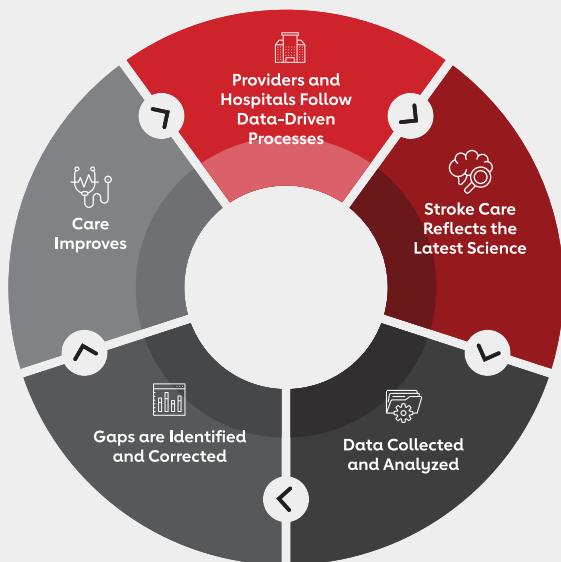 Providers and
Hospitals Follow
Data-Driven
Processes
Stroke Care
Reflects the
Latest Science
Data Collected
and Analyzed
Gaps are Identified
and Corrected
Care
Improves